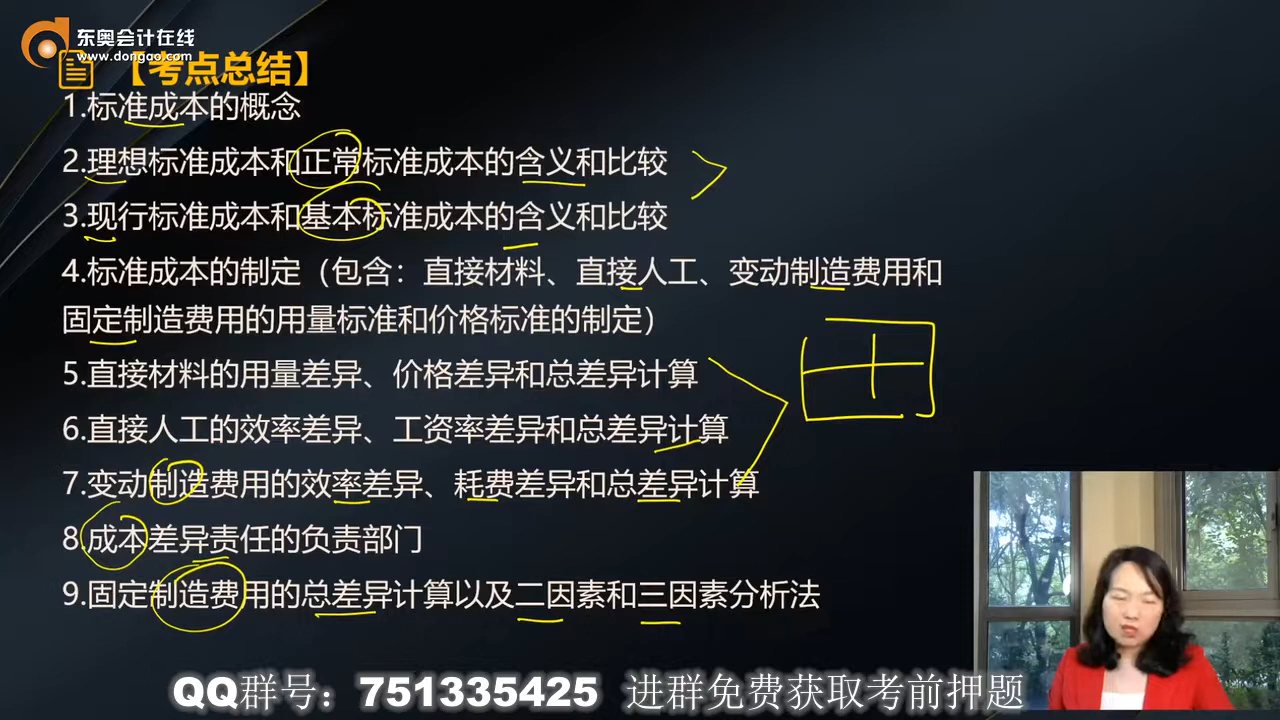 东奥会计在线
www.dongao.com
【考点总结】
1.标准成本的概念
2.理想标准成本和正常标准成本的含义和比较
3.现行标准成本和基本标准成本的含义和比较
4.标准成本的制定（包含：直接材料、直接人工、变动制造费用和
固定制造费用的用量标准和价格标准的制定）
5.直接材料的用量差异、价格差异和总差异计算
6.直接人工的效率差异、工资率差异和总差异计算
7.变动制造费用的效率差异、耗费差异和总差异计算
8.成本差异责任的负责部门
9.固定制造费用的总差异计算以及二因素和三因素分析法
QQ群号：751335425 进群免费获取考前押题